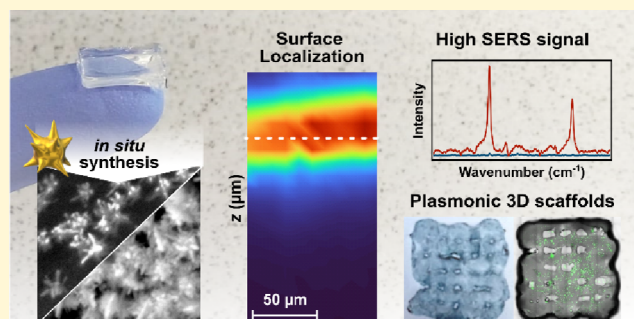 in situ
synthesis
Surface
Localization
z (µm)
50 µm
High SERS signal
Intensity
Wavenumber (cm⁻¹)
Plasmonic 3D scaffolds